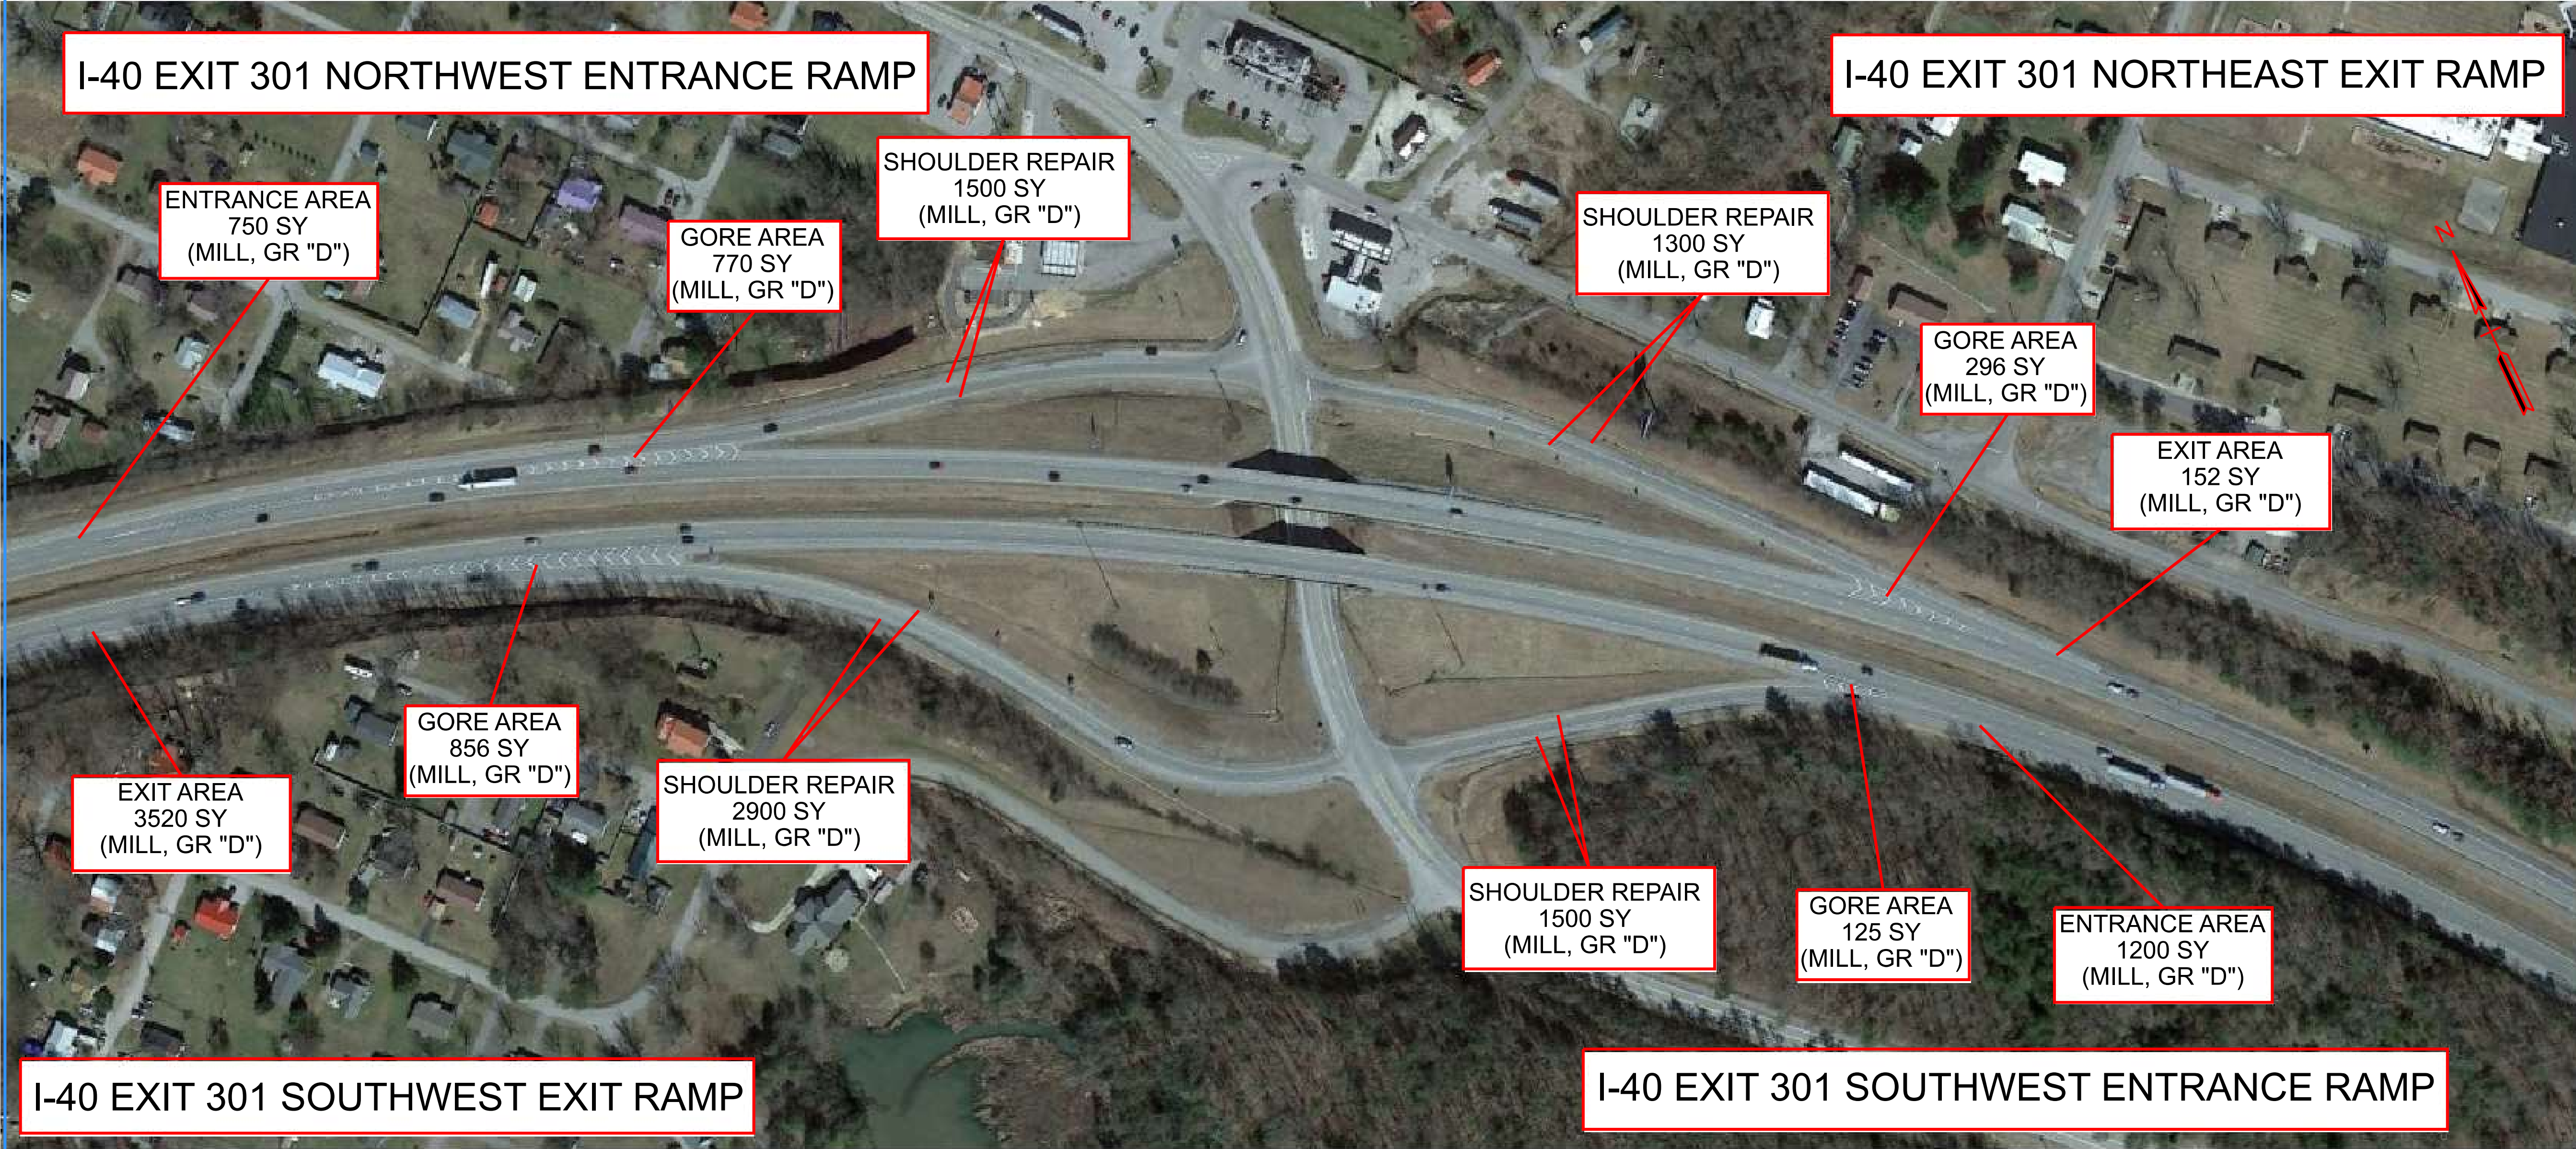 I-40 EXIT 301 NORTHWEST ENTRANCE RAMP
I-40 EXIT 301 NORTHEAST EXIT RAMP
ENTRANCE AREA
750 SY
(MILL, GR "D")
GORE AREA
770 SY
(MILL, GR "D")
SHOULDER REPAIR
1500 SY
(MILL, GR "D")
SHOULDER REPAIR
1300 SY
(MILL, GR "D")
GORE AREA
296 SY
(MILL, GR "D")
EXIT AREA
152 SY
(MILL, GR "D")
N
EXIT AREA
3520 SY
(MILL, GR "D")
GORE AREA
856 SY
(MILL, GR "D")
SHOULDER REPAIR
2900 SY
(MILL, GR "D")
SHOULDER REPAIR
1500 SY
(MILL, GR "D")
GORE AREA
125 SY
(MILL, GR "D")
ENTRANCE AREA
1200 SY
(MILL, GR "D")
I-40 EXIT 301 SOUTHWEST EXIT RAMP
I-40 EXIT 301 SOUTHWEST ENTRANCE RAMP